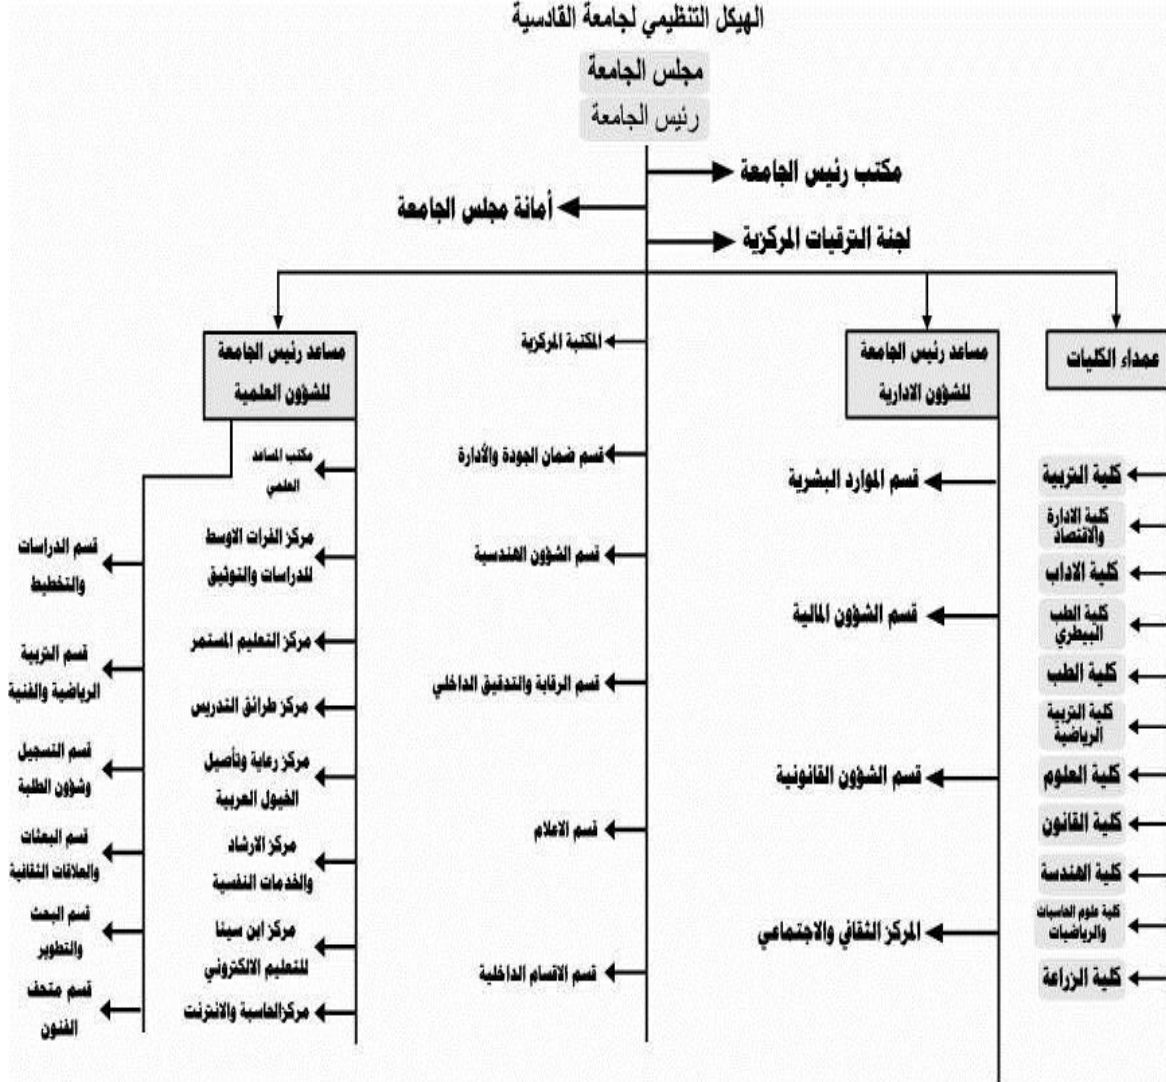 الهيكل التنظيمي لجامعة القادسية
مجلس الجامعة
رئيس الجامعة
مكتب رئيس الجامعة
أمانة مجلس الجامعة
لجنة الترقيات المركزية
عمداء الكليات
كلية التربية
كلية الادارة
والاقتصاد
كلية الاداب
كلية الطب
البيطري
كلية الطب
كلية التربية
الرياضية
كلية العلوم
كلية القانون
كلية الهندسة
كلية علوم الحاسبات
والرياضيات
كلية الزراعة
مساعد رئيس الجامعة
للشؤون الادارية
قسم الموارد البشرية
قسم الشؤون المالية
قسم الشؤون القانونية
المركز الثقافي والاجتماعي
المكتبة المركزية
قسم ضمان الجودة والأدارة
قسم الشؤون الهندسية
قسم الرقابة والتدقيق الداخلي
قسم الاعلام
قسم الاقسام الداخلية
مساعد رئيس الجامعة
للشؤون العلمية
مكتب المساعد
العلمي
مركز الفرات الاوسط
للدراسات والتوثيق
مركز التعليم المستمر
مركز طرائق التدريس
مركز رعاية وتأصيل
الخيول العربية
مركز الارشاد
والخدمات النفسية
مركز ابن سينا
للتعليم الالكتروني
مركزالحاسبة والانترنت
قسم الدراسات
والتخطيط
قسم التربية
الرياضية والفنية
قسم التسجيل
وشؤون الطلبة
قسم البعثات
والعلاقات الثقافية
قسم البحث
والتطوير
قسم متحف
الفنون